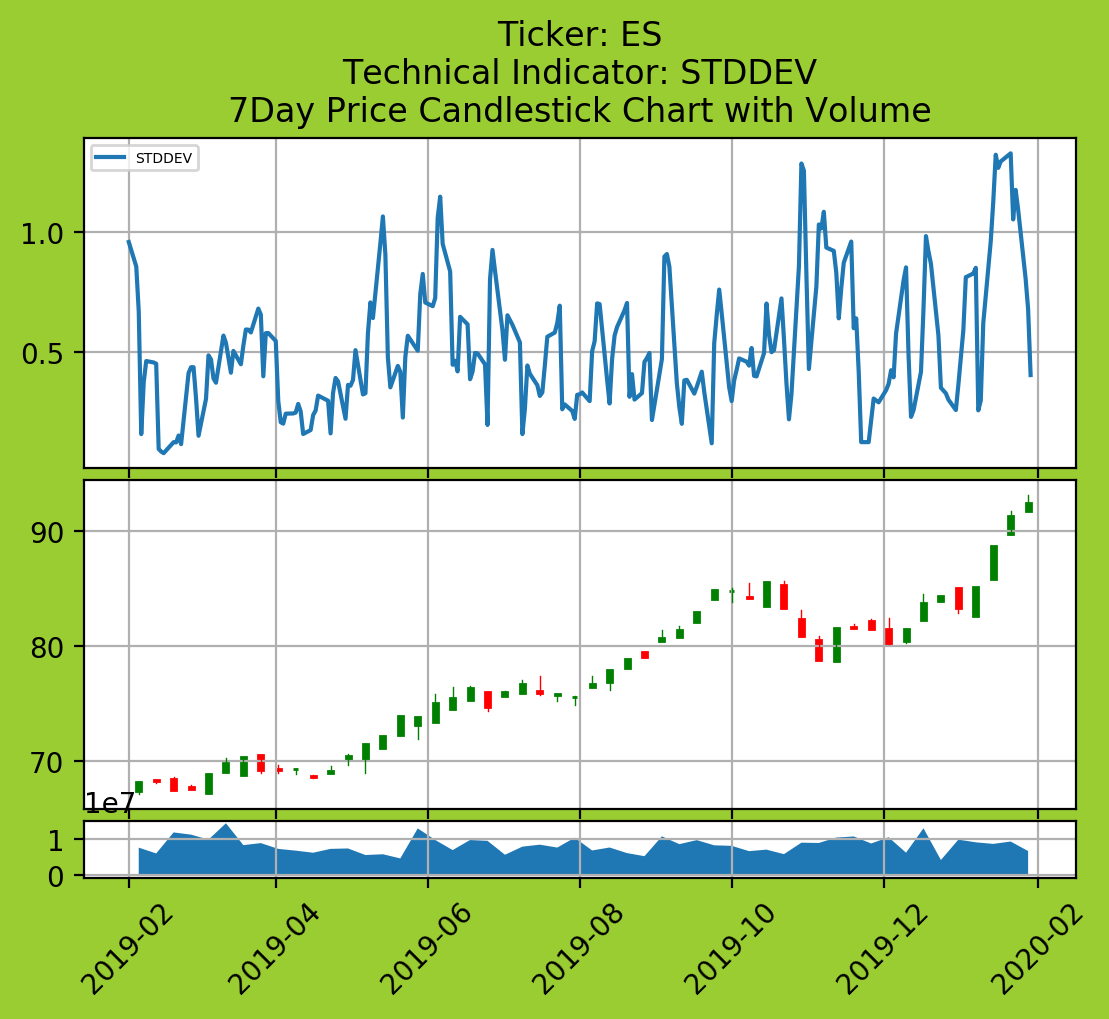 Ticker: ES
Technical Indicator: STDDEV
7Day Price Candlestick Chart with Volume
STDDEV
1.0
0.5
90
80
70
1e7
1
0
2019-02
2019-04
2019-06
2019-08
2019-10
2019-12
2020-02